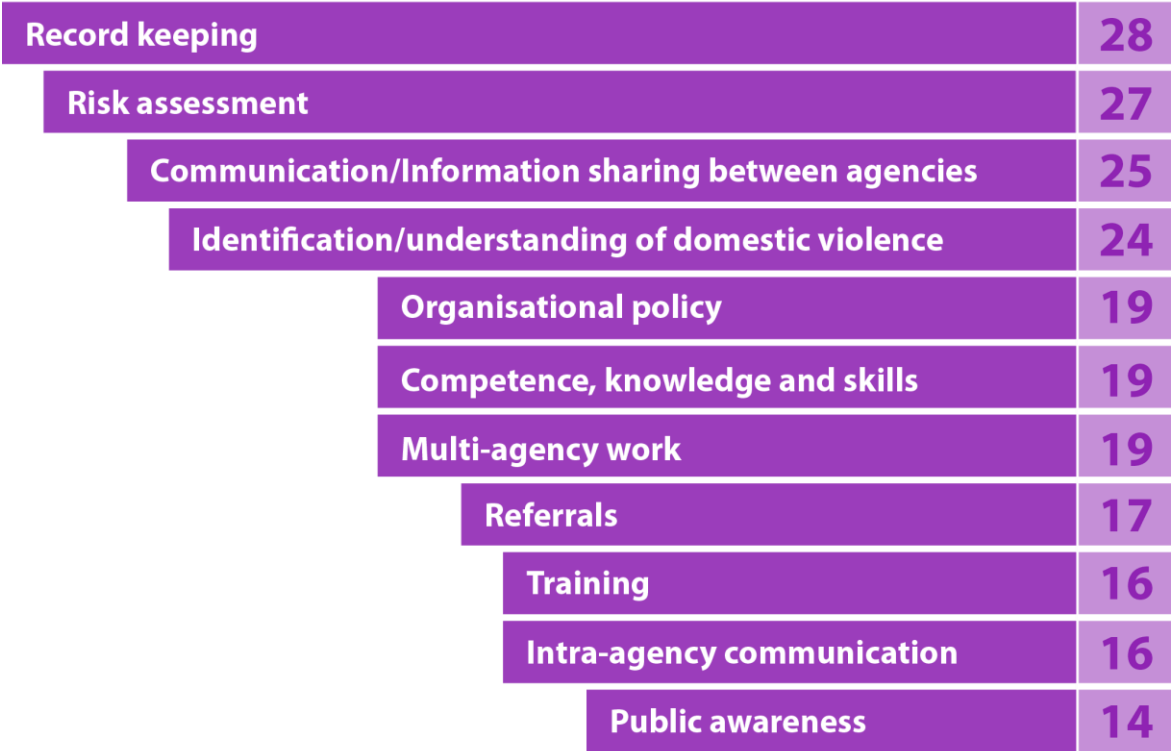 Record keeping 28
Risk assessment 27
Communication/Information sharing between agencies 25
Identification/understanding of domestic violence 24
Organisational policy 19
Competence, knowledge and skills 19
Multi-agency work 19
Referrals 17
Training 16
Intra-agency communication 16
Public awareness 14